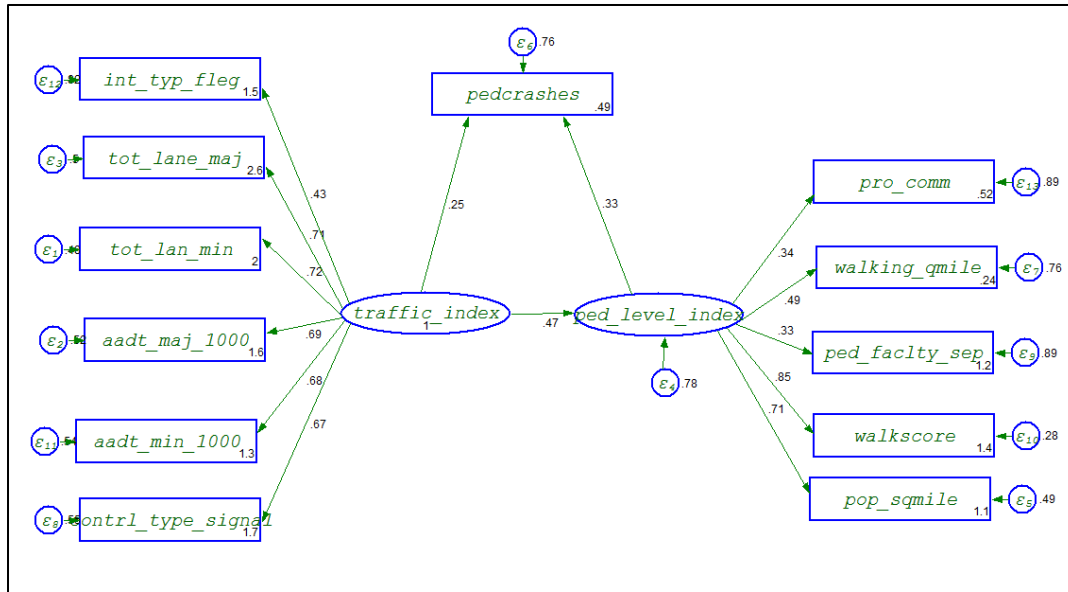 ε6 .76
pedcrashes
.49
ε12
int_typ_fleg
1.5
ε3
tot_lane_maj
2.6
ε1
tot_lan_min
2
ε2
aadt_maj_1000
1.6
ε11
aadt_min_1000
1.3
ε8
contrl_type_signal
1.7
.43
.71
.72
.69
.68
.67
.25
.33
traffic_index
1
.47
ped_level_index
ε4 .78
.34
.49
.33
.85
.71
pro_comm
.52
ε13 .89
walking_qmile
.24
ε7 .76
ped_faclty_sep
1.2
ε9 .89
walkscore
1.4
ε10 .28
pop_sqmile
1.1
ε5 .49